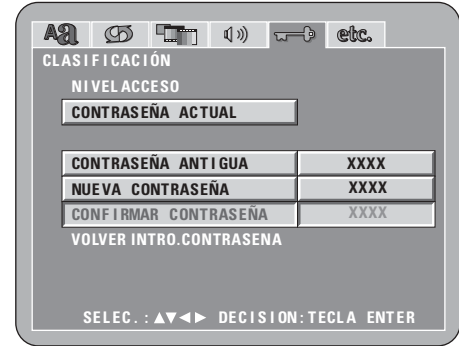 Aa etc.
CLASIFICACIÓN
NIVEL ACCESO
CONTRASEÑA ACTUAL
CONTRASEÑA ANTIGUA XXXX
NUEVA CONTRASEÑA XXXX
CONFIRMAR CONTRASEÑA XXXX
VOLVER INTRO.CONTRASENA
SELEC.:▲▼◄► DECISION:TECLA ENTER